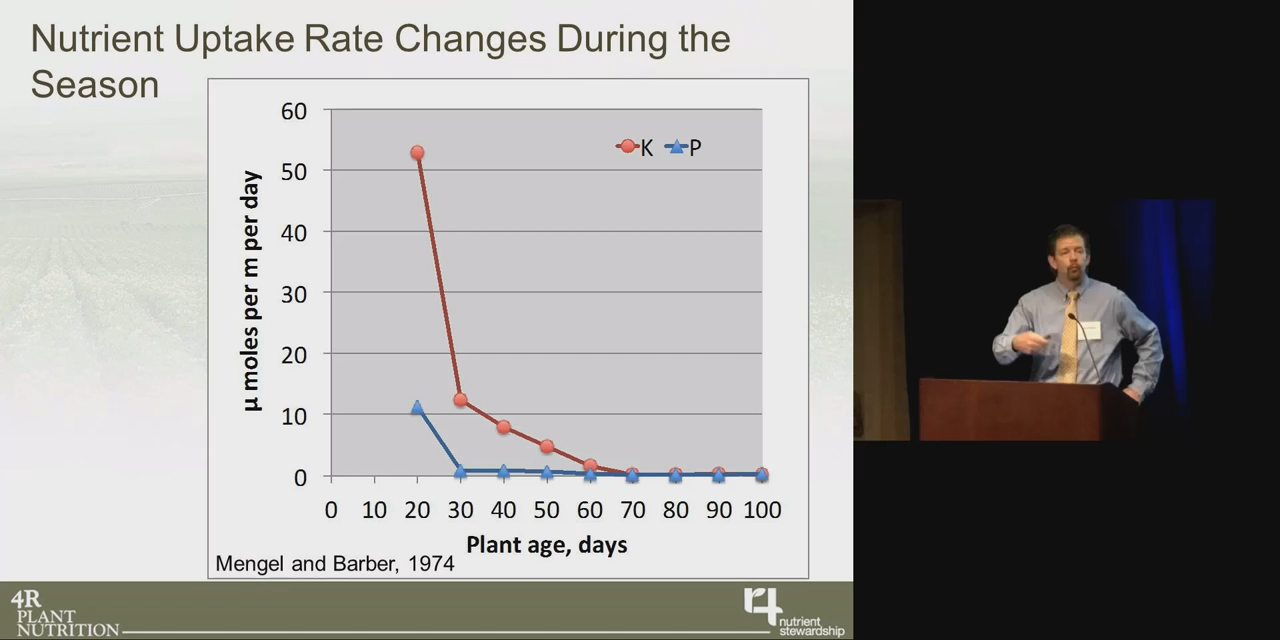 Nutrient Uptake Rate Changes During the
Season
60
50
40
30
20
10
0
µ moles per m per day
K P
0 10 20 30 40 50 60 70 80 90 100
Plant age, days
Mengel and Barber, 1974
4R
PLANT
NUTRITION
r4
nutrient
stewardship